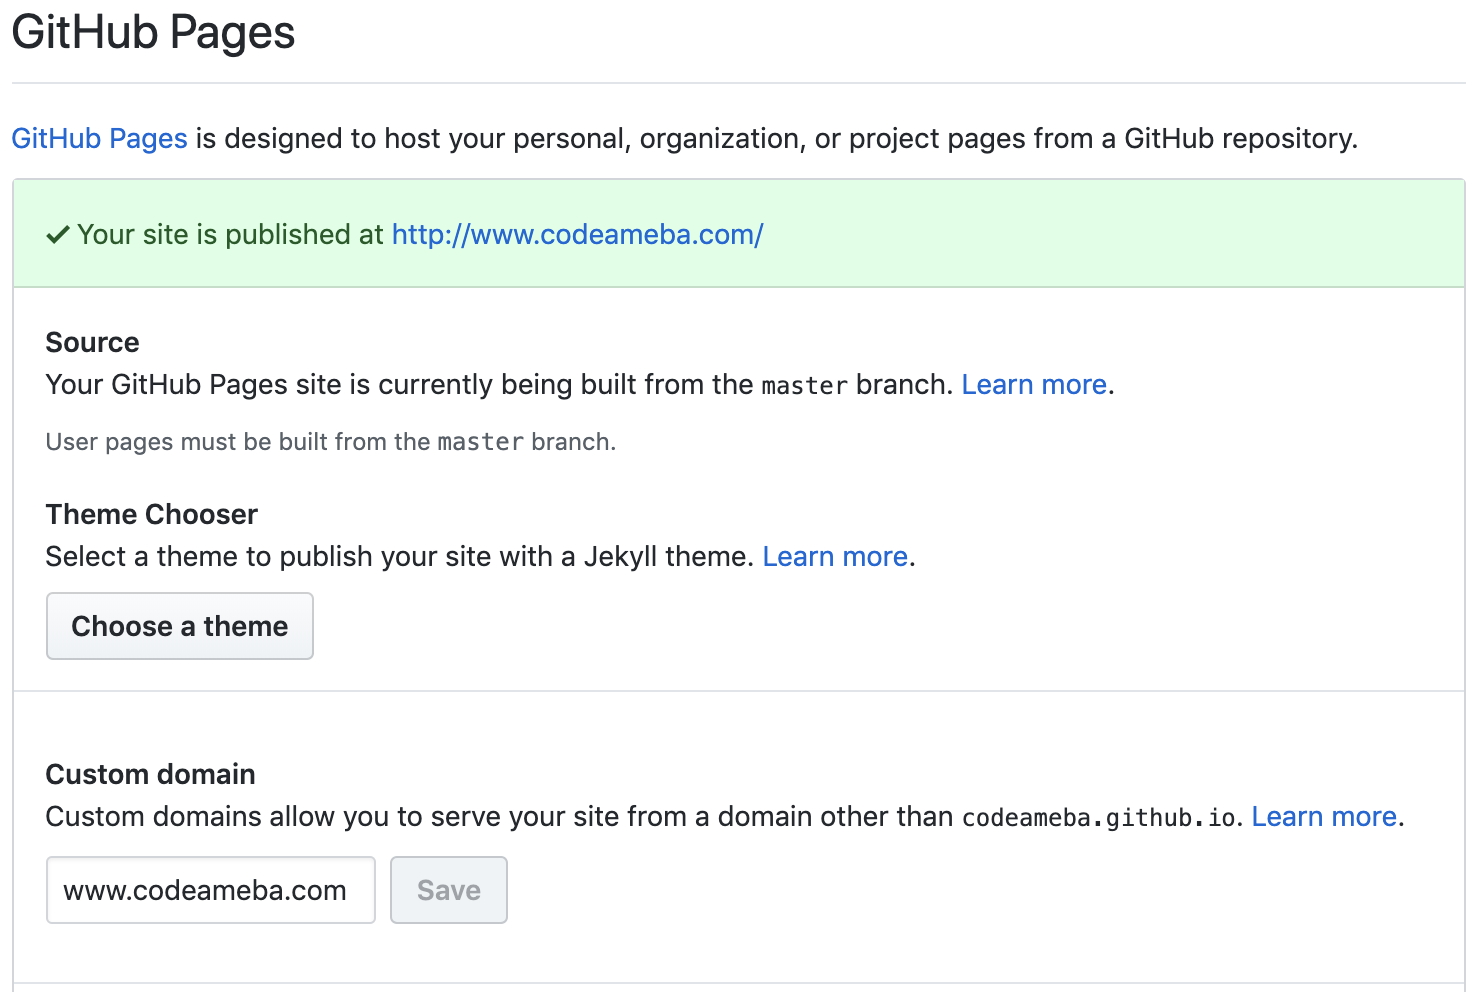 GitHub Pages
GitHub Pages is designed to host your personal, organization, or project pages from a GitHub repository.
✓ Your site is published at http://www.codeameba.com/
Source
Your GitHub Pages site is currently being built from the master branch. Learn more.
User pages must be built from the master branch.
Theme Chooser
Select a theme to publish your site with a Jekyll theme. Learn more.
Choose a theme
Custom domain
Custom domains allow you to serve your site from a domain other than codeameba.github.io. Learn more.
www.codeameba.com Save